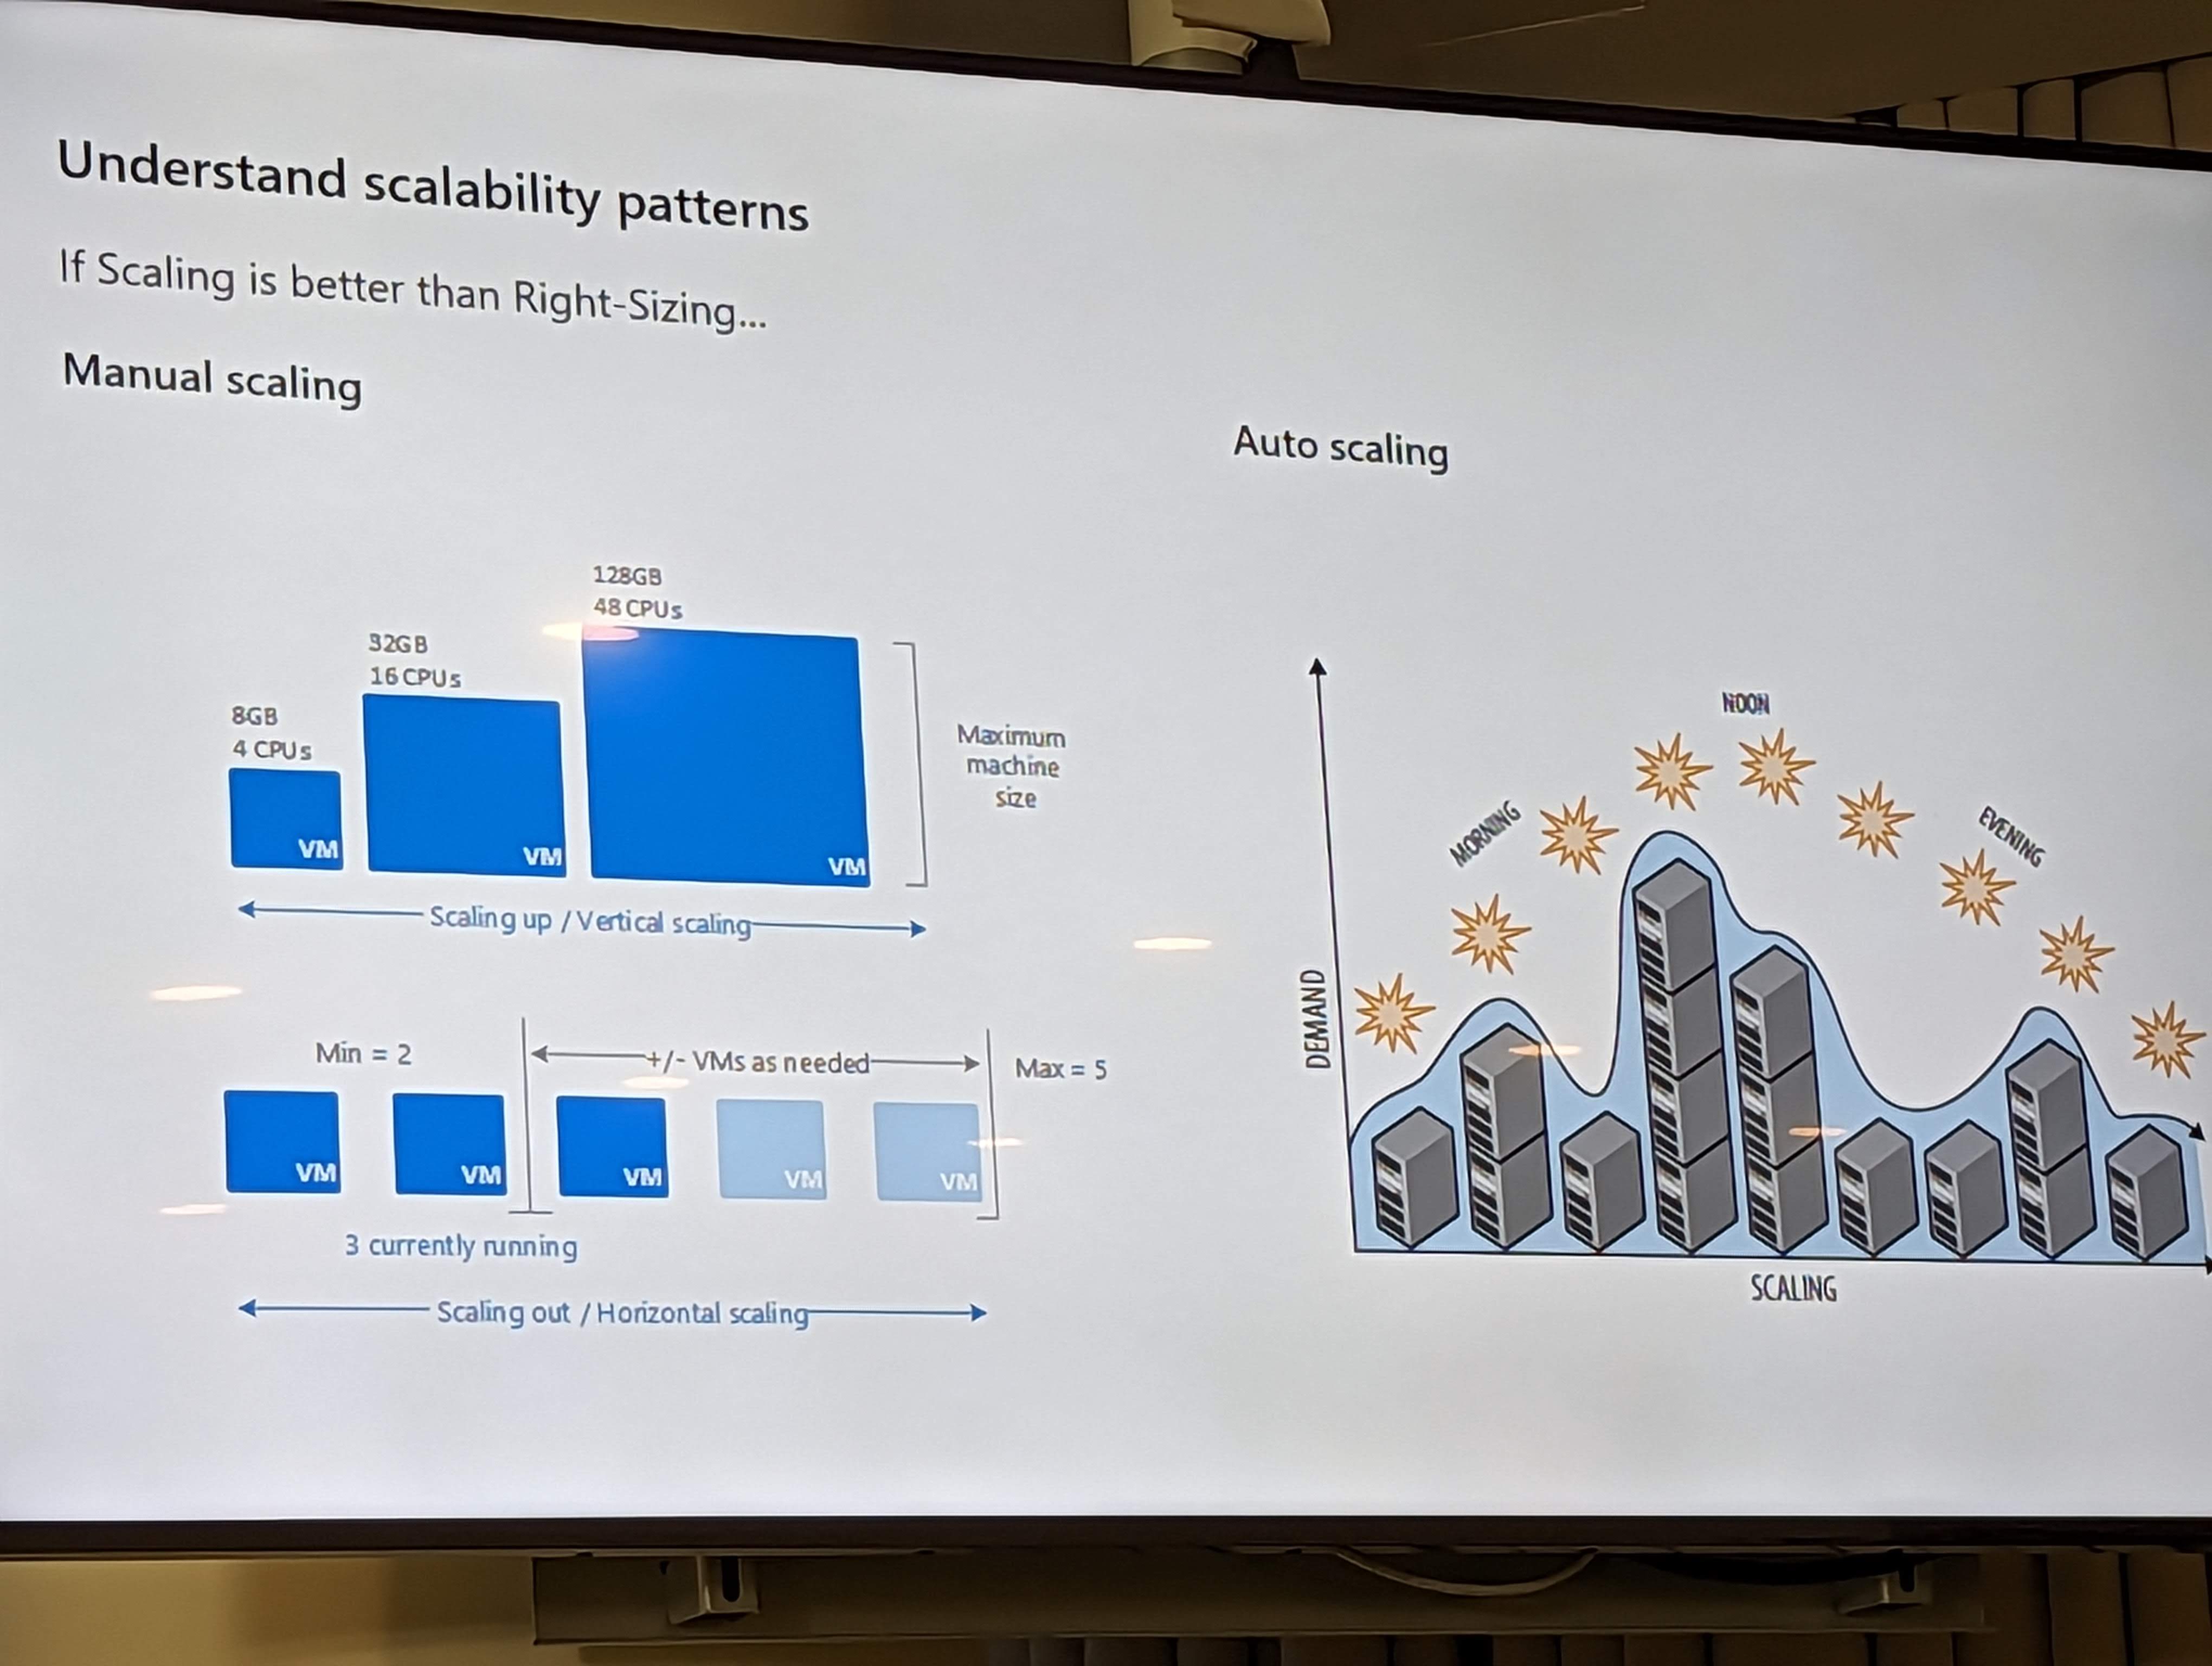 Understand scalability patterns
If Scaling is better than Right-Sizing...
Manual scaling
128GB
48 CPUs
32GB
16 CPUs
8GB
4 CPUs
VM
VM
VM
Maximum
machine
size
Scaling up / Vertical scaling
Min = 2
+/- VMs as needed
Max = 5
VM
VM
VM
VM
VM
3 currently running
Scaling out / Horizontal scaling
Auto scaling
NOON
MORNING
EVENING
DEMAND
SCALING